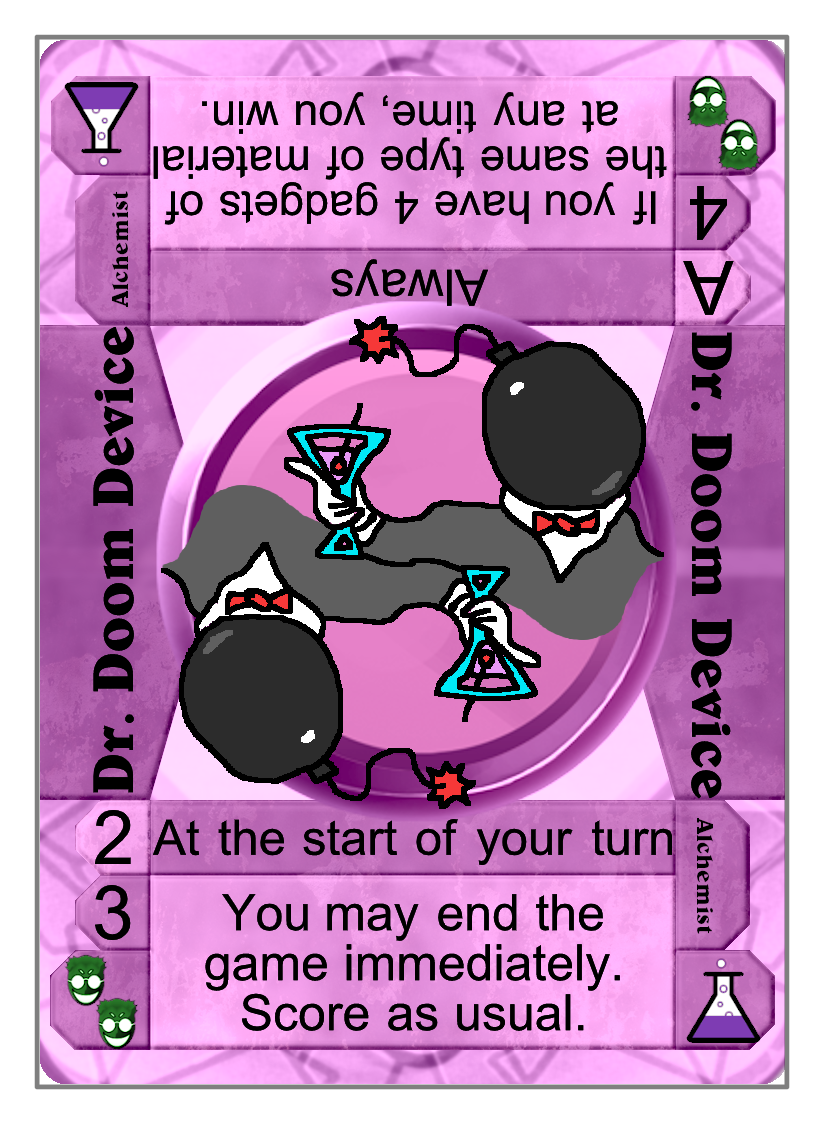 If you have 4 gadgets of
the same type of material
at any time, you win.
Alchemist
4
Always
A
Dr. Doom Device
Dr. Doom Device
2
At the start of your turn
3
You may end the
game immediately.
Score as usual.
Alchemist